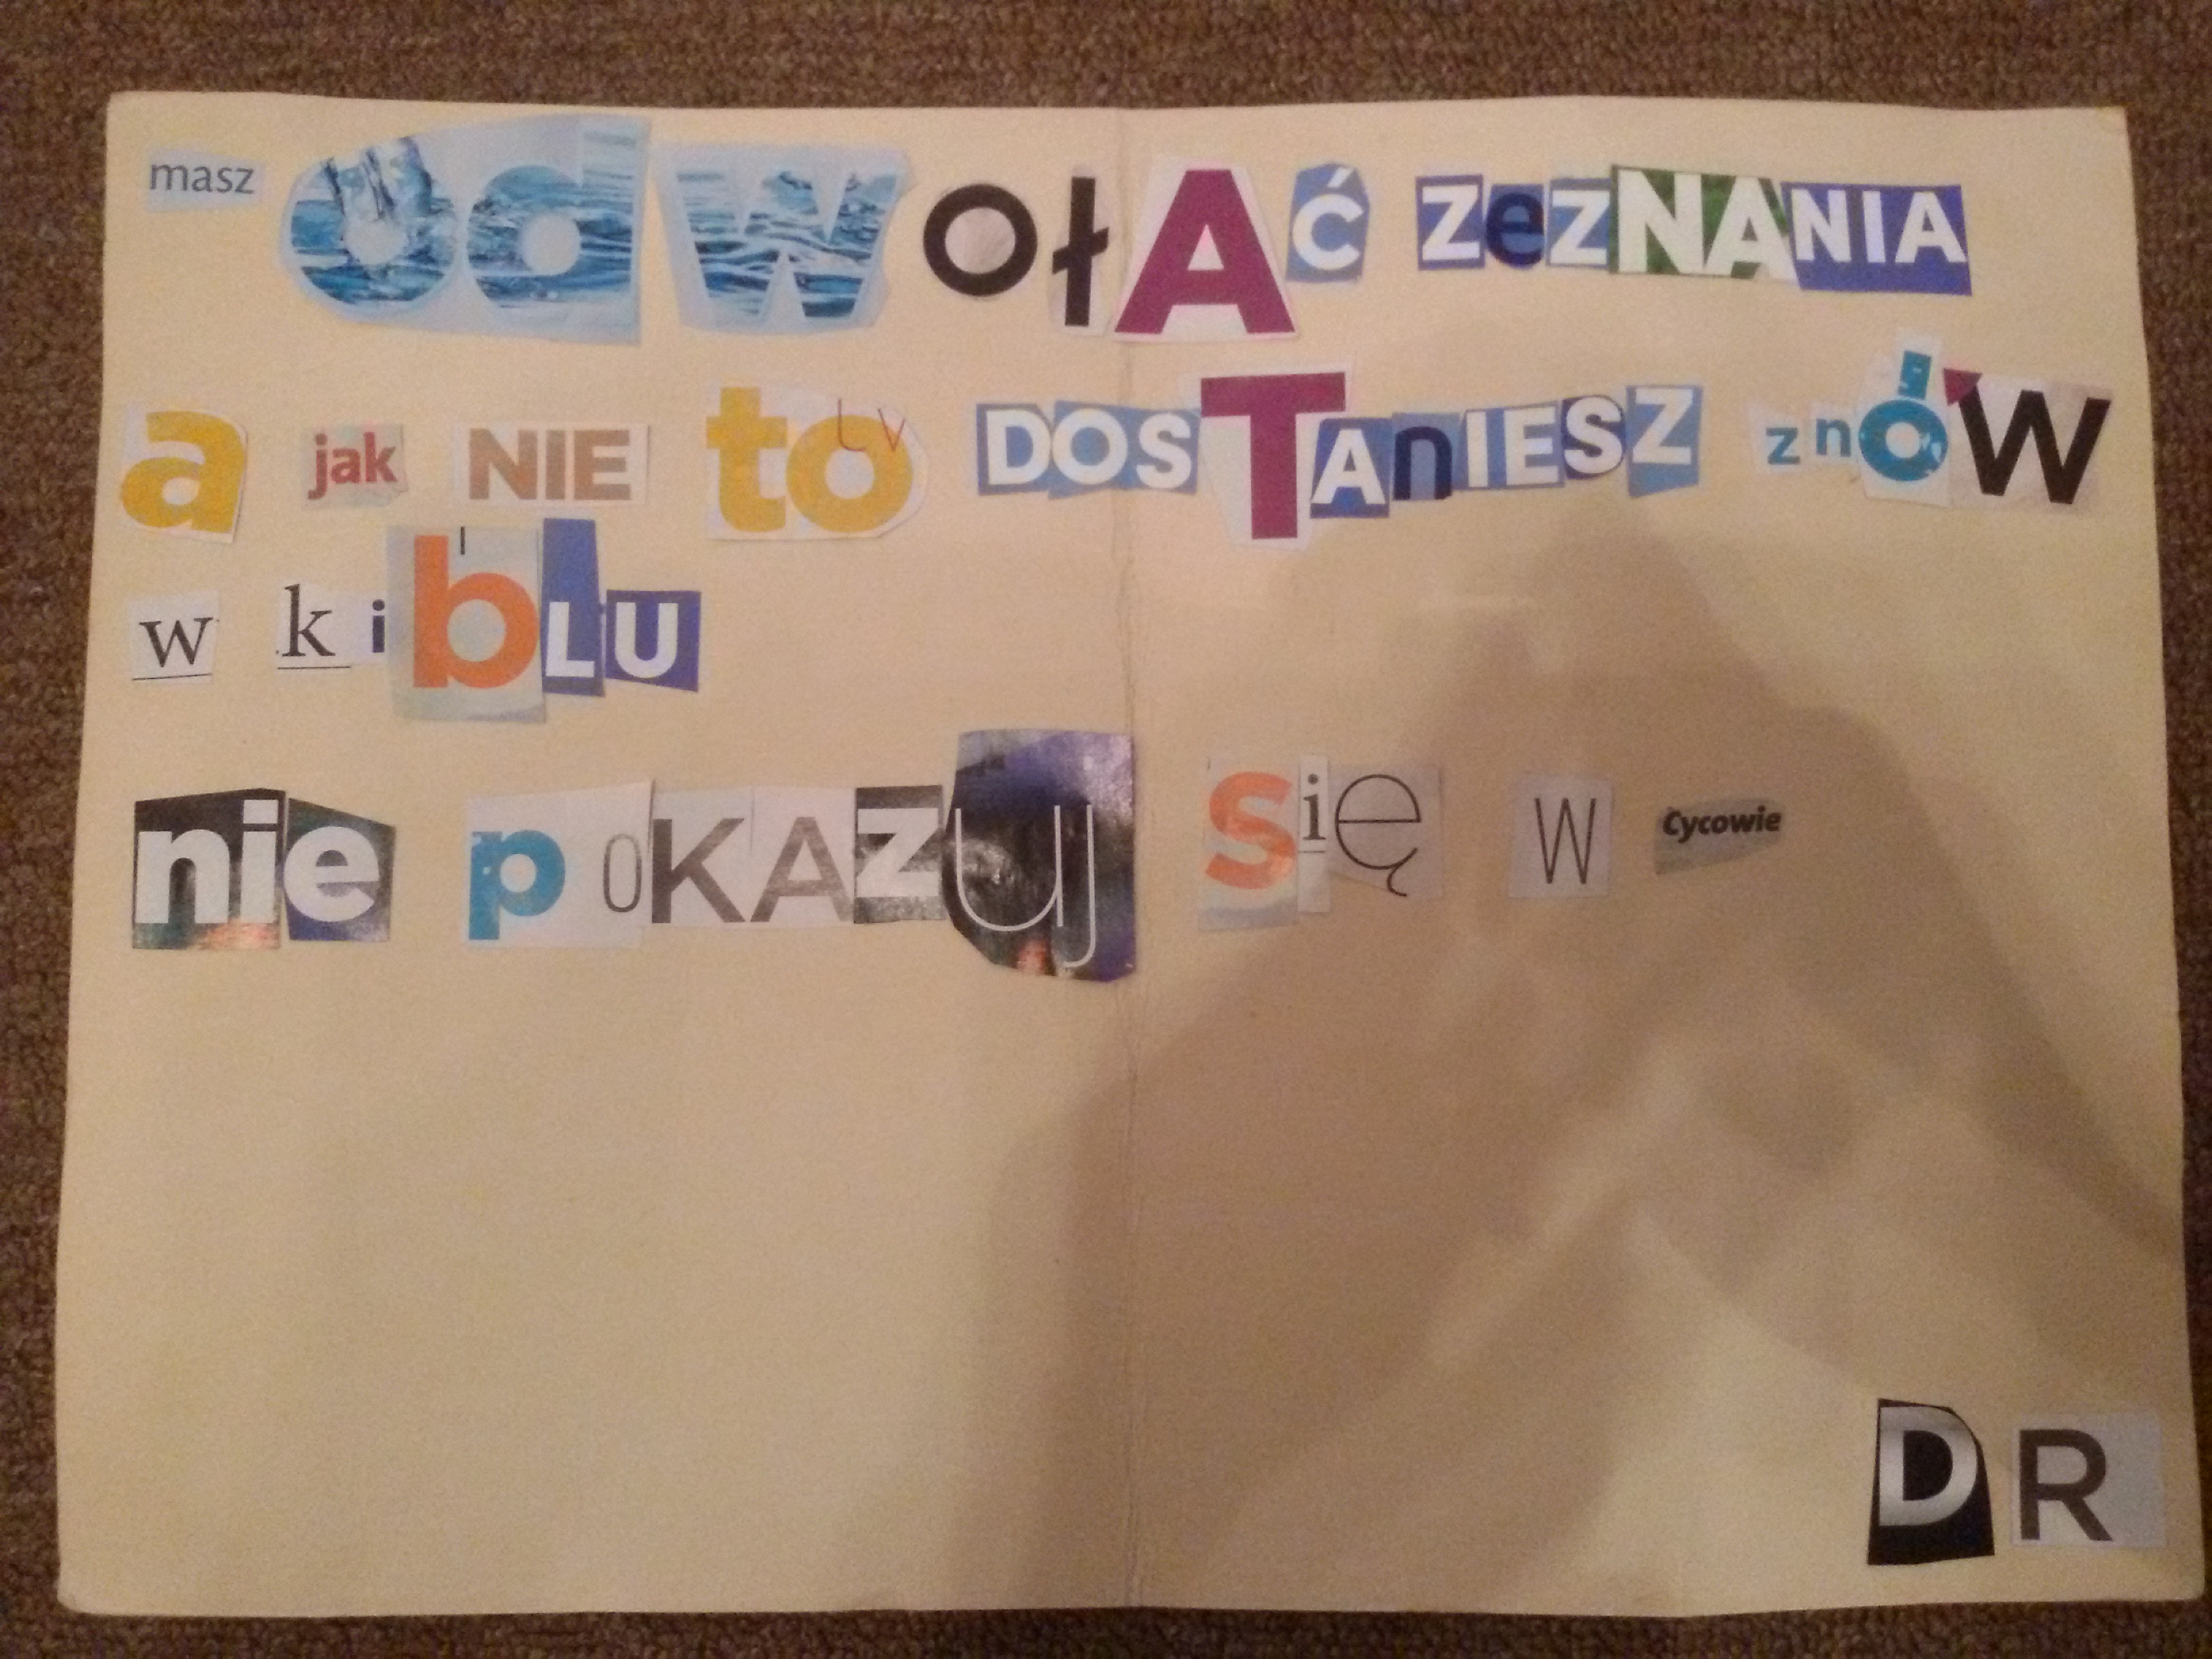 masz odwołAĆ ZeZNANIA
a jak NIE to DOSTAnIESZ znÓW
w kibLU
nie pOKAZuj się W Cycowie
DR